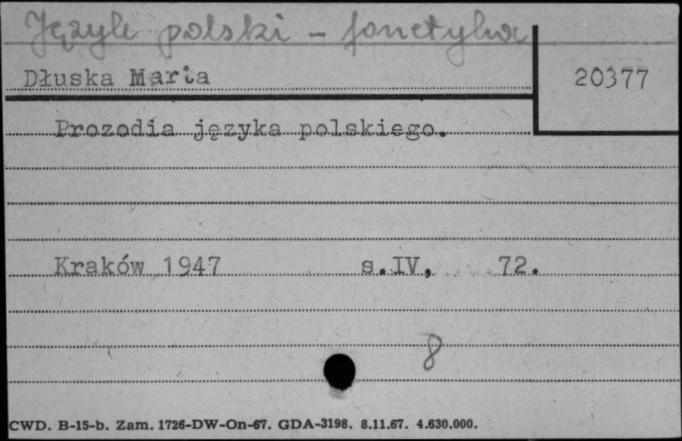 Język polski - fonetyka
Dłuska Maria
20377
Prozodia języka polskiego.
Kraków 1947 s.IV, 72.
8
CWD. B-15-b. Zam. 1726-DW-On-67. GDA-3198. 8.11.67. 4.630.000.